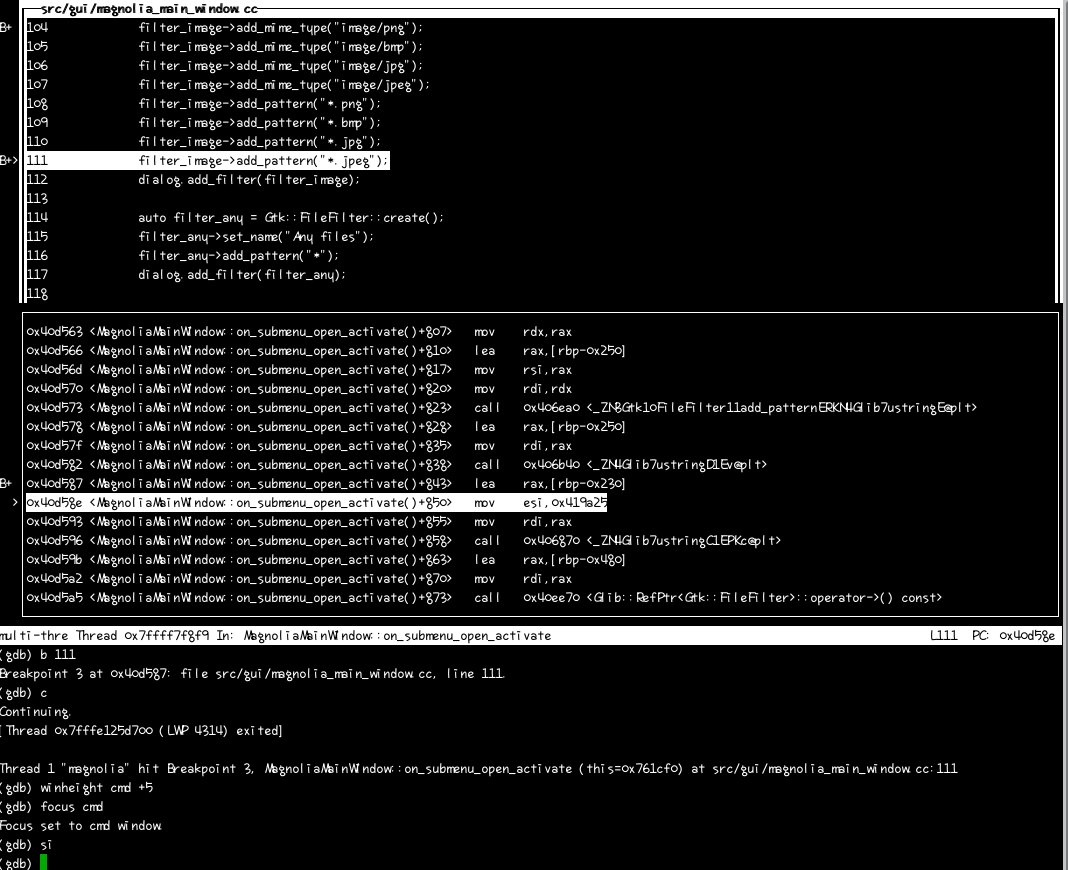 src/gui/magnolia_main_window.cc
B+ 104 filter_image->add_mime_type("image/png");
105 filter_image->add_mime_type("image/bmp");
106 filter_image->add_mime_type("image/jpg");
107 filter_image->add_mime_type("image/jpeg");
108 filter_image->add_pattern("*.png");
109 filter_image->add_pattern("*.bmp");
110 filter_image->add_pattern("*.jpg");
B+> 111 filter_image->add_pattern("*.jpeg");
112 dialog.add_filter(filter_image);
113
114 auto filter_any = Gtk::FileFilter::create();
115 filter_any->set_name("Any files");
116 filter_any->add_pattern("*");
117 dialog.add_filter(filter_any);
118
0x40d563 <MagnoliaMainWindow::on_submenu_open_activate()+807> mov rdx,rax
0x40d566 <MagnoliaMainWindow::on_submenu_open_activate()+810> lea rax,[rbp-0x250]
0x40d56d <MagnoliaMainWindow::on_submenu_open_activate()+817> mov rsi,rax
0x40d570 <MagnoliaMainWindow::on_submenu_open_activate()+820> mov rdi,rdx
0x40d573 <MagnoliaMainWindow::on_submenu_open_activate()+823> call 0x406ea0 <_ZN3Gtk10FileFilter11add_patternERKN4Glib7ustringE@plt>
0x40d578 <MagnoliaMainWindow::on_submenu_open_activate()+828> lea rax,[rbp-0x250]
0x40d57f <MagnoliaMainWindow::on_submenu_open_activate()+835> mov rdi,rax
0x40d582 <MagnoliaMainWindow::on_submenu_open_activate()+838> call 0x406b40 <_ZN4Glib7ustringD1Ev@plt>
B+ 0x40d587 <MagnoliaMainWindow::on_submenu_open_activate()+843> lea rax,[rbp-0x230]
> 0x40d58e <MagnoliaMainWindow::on_submenu_open_activate()+850> mov esi,0x419a25
0x40d593 <MagnoliaMainWindow::on_submenu_open_activate()+855> mov rdi,rax
0x40d596 <MagnoliaMainWindow::on_submenu_open_activate()+858> call 0x406870 <_ZN4Glib7ustringC1EPKc@plt>
0x40d59b <MagnoliaMainWindow::on_submenu_open_activate()+863> lea rax,[rbp-0x480]
0x40d5a2 <MagnoliaMainWindow::on_submenu_open_activate()+870> mov rdi,rax
0x40d5a5 <MagnoliaMainWindow::on_submenu_open_activate()+873> call 0x40ee70 <Glib::RefPtr<Gtk::FileFilter>::operator->() const>
multi-thre Thread 0x7ffff7f8f9 In: MagnoliaMainWindow::on_submenu_open_activate L111 PC: 0x40d58e
(gdb) b 111
Breakpoint 3 at 0x40d587: file src/gui/magnolia_main_window.cc, line 111.
(gdb) c
Continuing.
[Thread 0x7fffe125d700 (LWP 4314) exited]
Thread 1 "magnolia" hit Breakpoint 3, MagnoliaMainWindow::on_submenu_open_activate (this=0x761cf0) at src/gui/magnolia_main_window.cc:111
(gdb) winheight cmd +5
(gdb) focus cmd
Focus set to cmd window.
(gdb) si
(gdb)